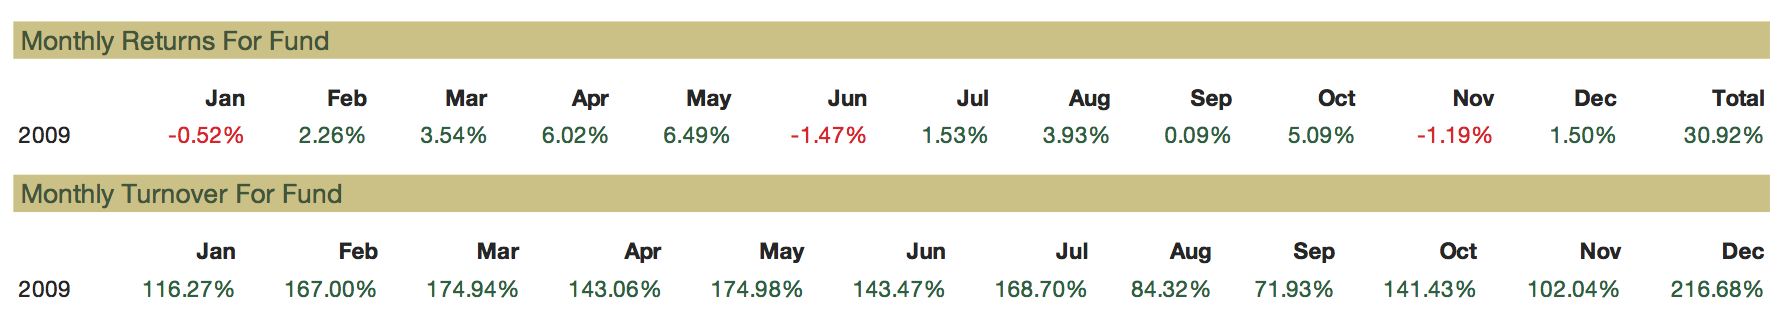 Monthly Returns For Fund
Jan Feb Mar Apr May Jun Jul Aug Sep Oct Nov Dec Total
2009 -0.52% 2.26% 3.54% 6.02% 6.49% -1.47% 1.53% 3.93% 0.09% 5.09% -1.19% 1.50% 30.92%
Monthly Turnover For Fund
Jan Feb Mar Apr May Jun Jul Aug Sep Oct Nov Dec
2009 116.27% 167.00% 174.94% 143.06% 174.98% 143.47% 168.70% 84.32% 71.93% 141.43% 102.04% 216.68%